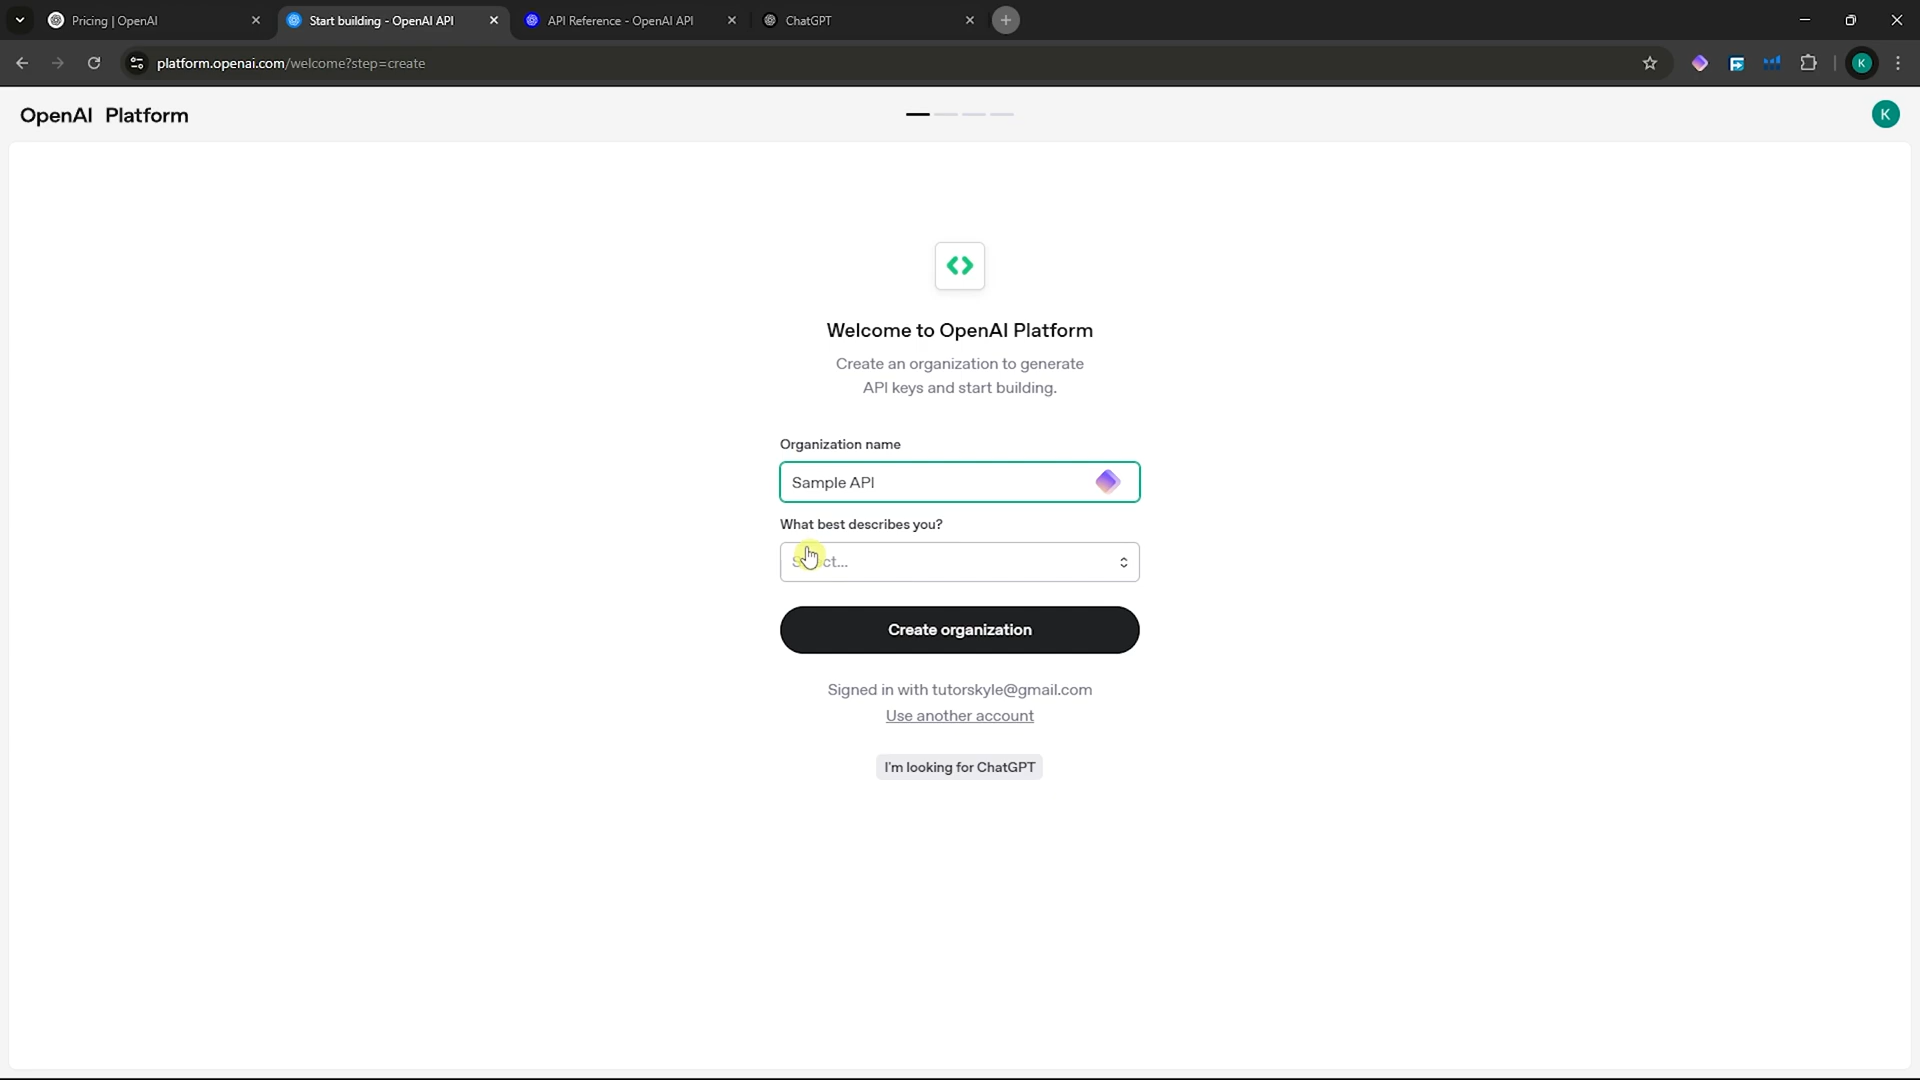 Pricing | OpenAI
Start building - OpenAI API
API Reference - OpenAI API
ChatGPT
platform.openai.com/welcome?step=create
K
OpenAI Platform
K
Welcome to OpenAI Platform
Create an organization to generate
API keys and start building.
Organization name
Sample API
What best describes you?
Create organization
Signed in with tutorskyle@gmail.com
Use another account
I'm looking for ChatGPT